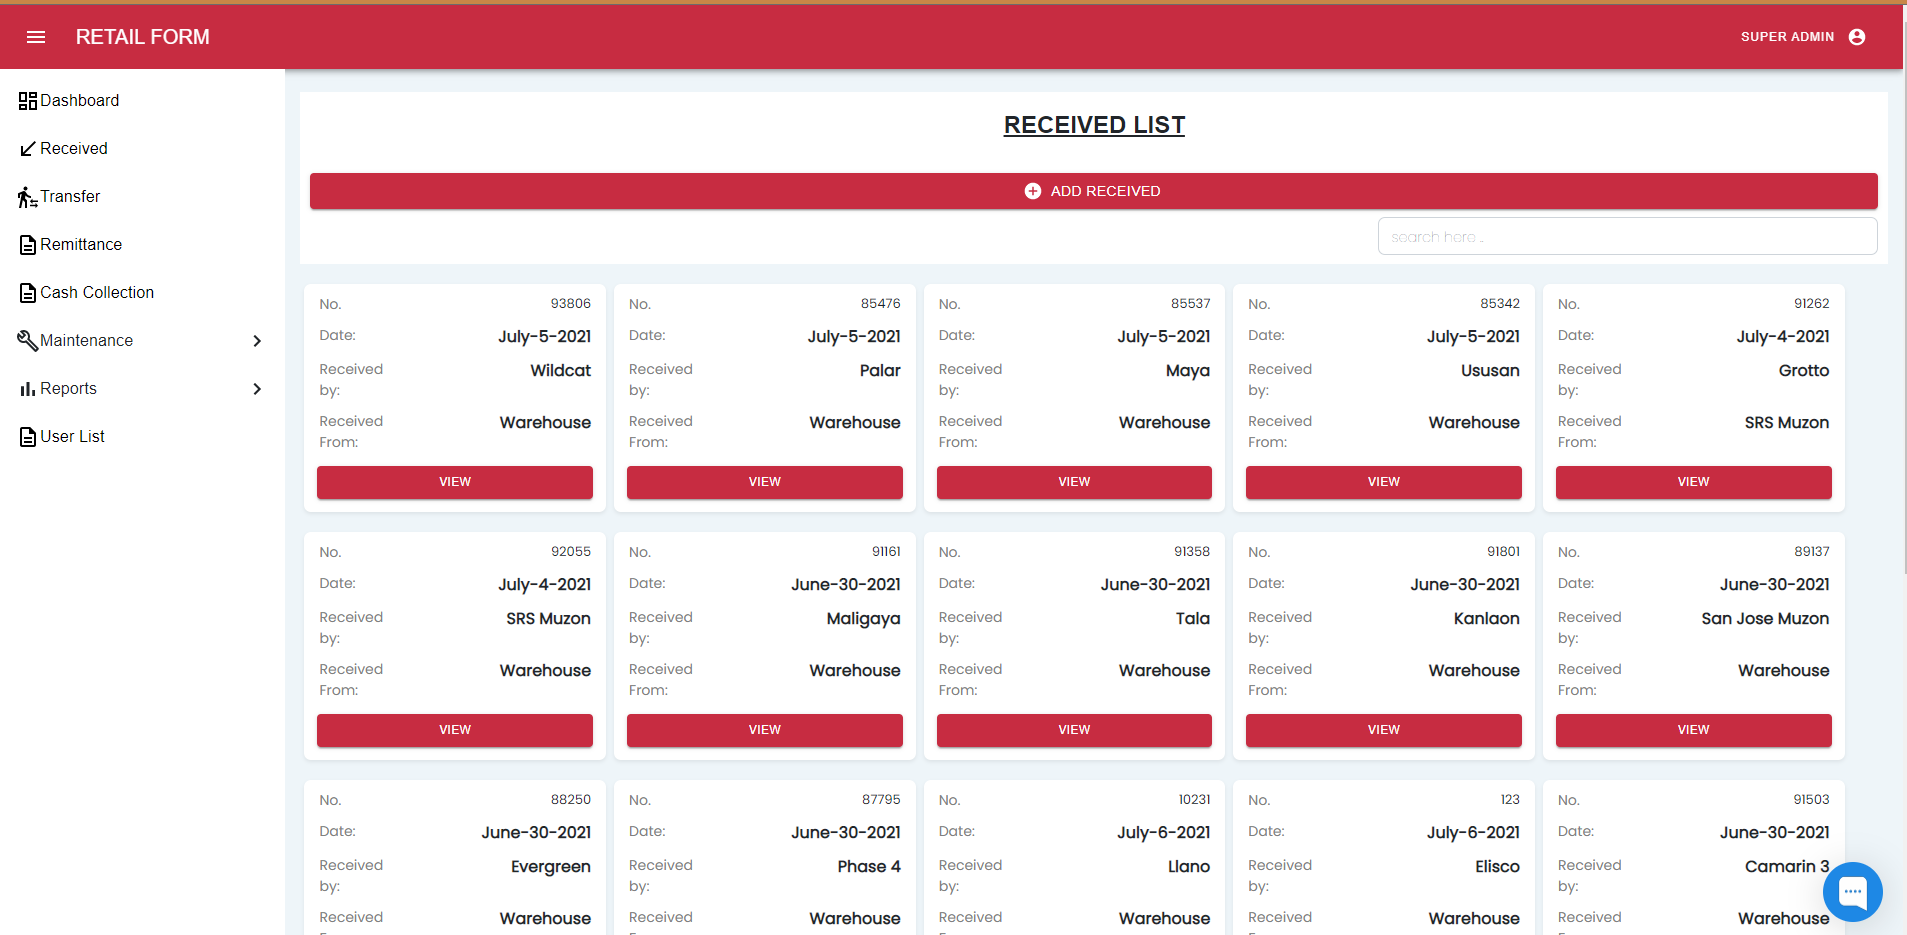 RETAIL FORM
SUPER ADMIN
Dashboard
Received
Transfer
Remittance
Cash Collection
Maintenance
Reports
User List
RECEIVED LIST
ADD RECEIVED
search here ..
No. 93806
Date: July-5-2021
Received by: Wildcat
Received From: Warehouse
VIEW
No. 85476
Date: July-5-2021
Received by: Palar
Received From: Warehouse
VIEW
No. 85537
Date: July-5-2021
Received by: Maya
Received From: Warehouse
VIEW
No. 85342
Date: July-5-2021
Received by: Ususan
Received From: Warehouse
VIEW
No. 91262
Date: July-4-2021
Received by: Grotto
Received From: SRS Muzon
VIEW
No. 92055
Date: July-4-2021
Received by: SRS Muzon
Received From: Warehouse
VIEW
No. 91161
Date: June-30-2021
Received by: Maligaya
Received From: Warehouse
VIEW
No. 91358
Date: June-30-2021
Received by: Tala
Received From: Warehouse
VIEW
No. 91801
Date: June-30-2021
Received by: Kanlaon
Received From: Warehouse
VIEW
No. 89137
Date: June-30-2021
Received by: San Jose Muzon
Received From: Warehouse
VIEW
No. 88250
Date: June-30-2021
Received by: Evergreen
Received Warehouse
No. 87795
Date: June-30-2021
Received by: Phase 4
Received Warehouse
No. 10231
Date: July-6-2021
Received by: Llano
Received Warehouse
No. 123
Date: July-6-2021
Received by: Elisco
Received Warehouse
No. 91503
Date: June-30-2021
Received by: Camarin 3
Received Warehouse